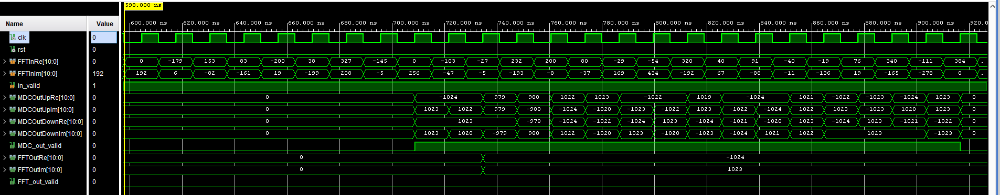 598.000 ns
Name Value
600.000 ns 620.000 ns 640.000 ns 660.000 ns 680.000 ns 700.000 ns 720.000 ns 740.000 ns 760.000 ns 780.000 ns 800.000 ns 820.000 ns 840.000 ns 860.000 ns 880.000 ns 900.000 ns 920.0
clk 0
rst 0
FFTInRe[10:0] 0 0 -179 153 83 -200 38 327 -145 0 -103 -27 232 200 80 -29 -54 320 40 91 -40 -19 76 340 -111 384 .
FFTInIm[10:0] 192 192 6 -82 -161 19 -199 208 -5 256 -47 -5 -193 -8 -37 169 434 -192 67 -88 -11 -136 19 -165 -278 0 .
in_valid 1
MDCOutUpRe[10:0] 0 0 -1024 979 980 1022 1023 -1022 1019 -1024 1021 -1022 -1023 -1024 1023 0
MDCOutUpIm[10:0] 0 0 1023 1022 979 -980 -1024 -1020 -1023 -1022 1023 -1022 -1024 1023 1023 -1023 1020 1023 0
MDCOutDownRe[10:0] 0 0 1023 -978 -1024 -1022 -1024 1023 -1024 -1021 -1020 1023 -1024 1023 -1021 -1022 0
MDCOutDownIm[10:0] 0 0 1023 1020 -979 980 1022 -1020 1023 -1020 -1023 -1024 1021 1022 1023 -1023 0
MDC_out_valid 0
FFTOutRe[10:0] 0 0 -1024
FFTOutIm[10:0] 0 0 1023
FFT_out_valid 0